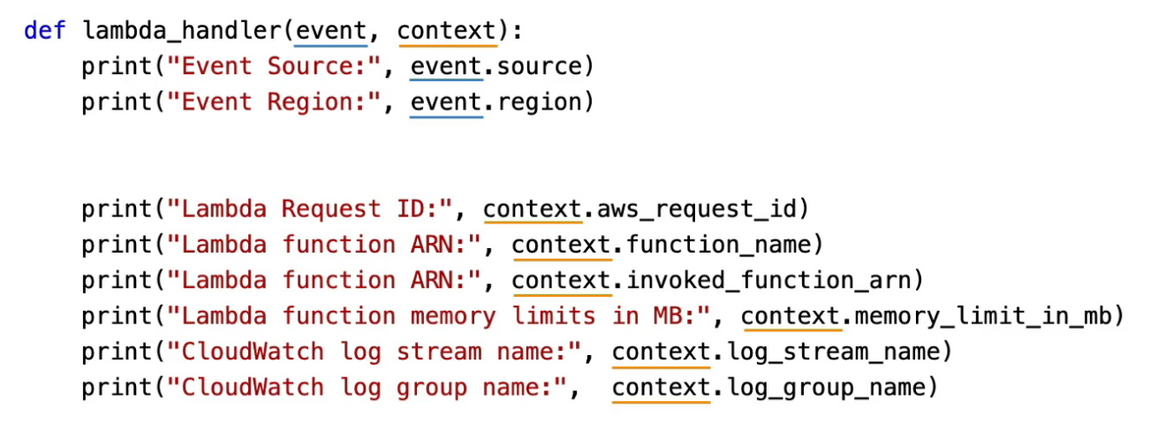 def lambda_handler(event, context):
    print("Event Source:", event.source)
    print("Event Region:", event.region)

    print("Lambda Request ID:", context.aws_request_id)
    print("Lambda function ARN:", context.function_name)
    print("Lambda function ARN:", context.invoked_function_arn)
    print("Lambda function memory limits in MB:", context.memory_limit_in_mb)
    print("CloudWatch log stream name:", context.log_stream_name)
    print("CloudWatch log group name:",  context.log_group_name)